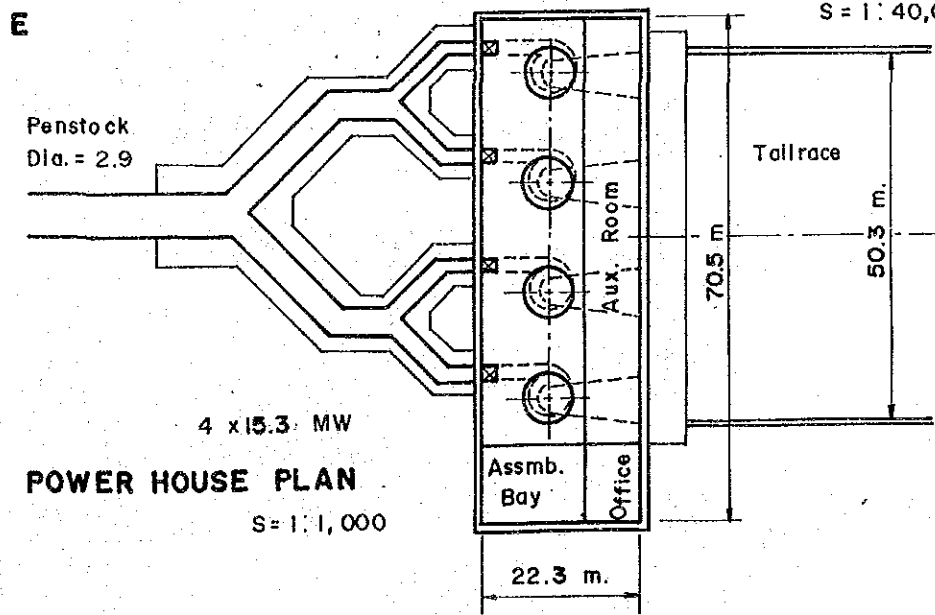 E
S = 1 : 40,
Penstock
Dia. = 2.9
Tailrace
Aux. Room
70.5 m
50.3 m.
4 x 15.3 MW
POWER HOUSE PLAN
S = 1 : 1,000
Assmb.
Bay
Office
22.3 m.